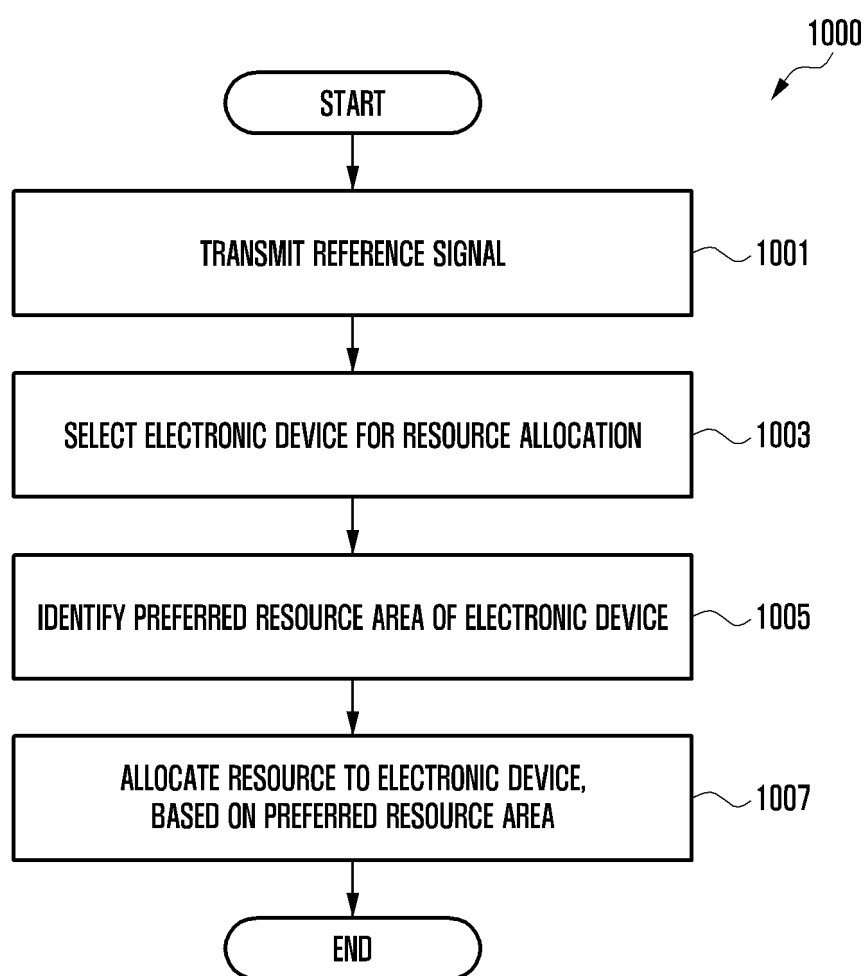 1000
START
TRANSMIT REFERENCE SIGNAL
1001
SELECT ELECTRONIC DEVICE FOR RESOURCE ALLOCATION
1003
IDENTIFY PREFERRED RESOURCE AREA OF ELECTRONIC DEVICE
1005
ALLOCATE RESOURCE TO ELECTRONIC DEVICE,
BASED ON PREFERRED RESOURCE AREA
1007
END